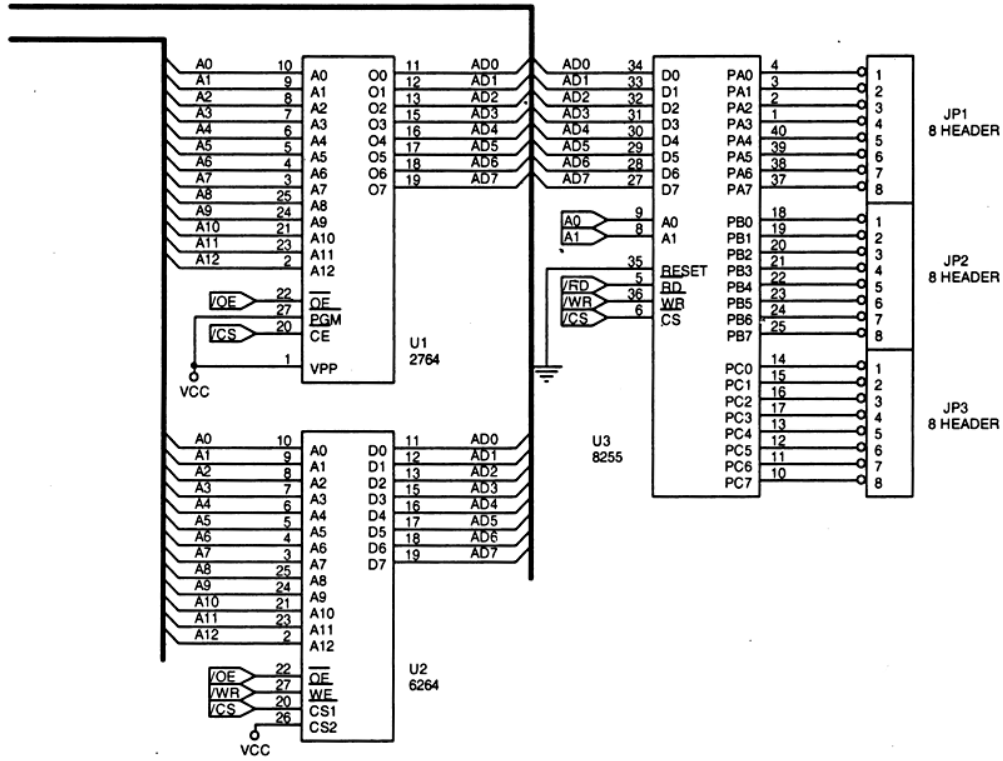 A0 10 A0 O0 11 AD0 AD0 34 D0 PA0 4 1
A1 9 A1 O1 12 AD1 AD1 33 D1 PA1 3 2
A2 8 A2 O2 13 AD2 AD2 32 D2 PA2 2 3
A3 7 A3 O3 15 AD3 AD3 31 D3 PA3 1 4
A4 6 A4 O4 16 AD4 AD4 30 D4 PA4 40 5
A5 5 A5 O5 17 AD5 AD5 29 D5 PA5 39 6
A6 4 A6 O6 18 AD6 AD6 28 D6 PA6 38 7
A7 3 A7 O7 19 AD7 AD7 27 D7 PA7 37 8
JP1
8 HEADER
A8 25 A8
A9 24 A9 A0 9 A0 PB0 18 1
A10 21 A10 A1 8 A1 PB1 19 2
A11 23 A11 PB2 20 3
A12 2 A12 35 RESET PB3 21 4
/RD 5 RD PB4 22 5
/OE 22 OE /WR 36 WR PB5 23 6
27 PGM /CS 6 CS PB6 24 7
/CS 20 CE PB7 25 8
JP2
8 HEADER
1 VPP
VCC
U1
2764
PC0 14 1
PC1 15 2
PC2 16 3
PC3 17 4
PC4 13 5
PC5 12 6
PC6 11 7
PC7 10 8
JP3
8 HEADER
U3
8255
A0 10 A0 D0 11 AD0
A1 9 A1 D1 12 AD1
A2 8 A2 D2 13 AD2
A3 7 A3 D3 15 AD3
A4 6 A4 D4 16 AD4
A5 5 A5 D5 17 AD5
A6 4 A6 D6 18 AD6
A7 3 A7 D7 19 AD7
A8 25 A8
A9 24 A9
A10 21 A10
A11 23 A11
A12 2 A12
/OE 22 OE
/WR 27 WE
/CS 20 CS1
26 CS2
VCC
U2
6264